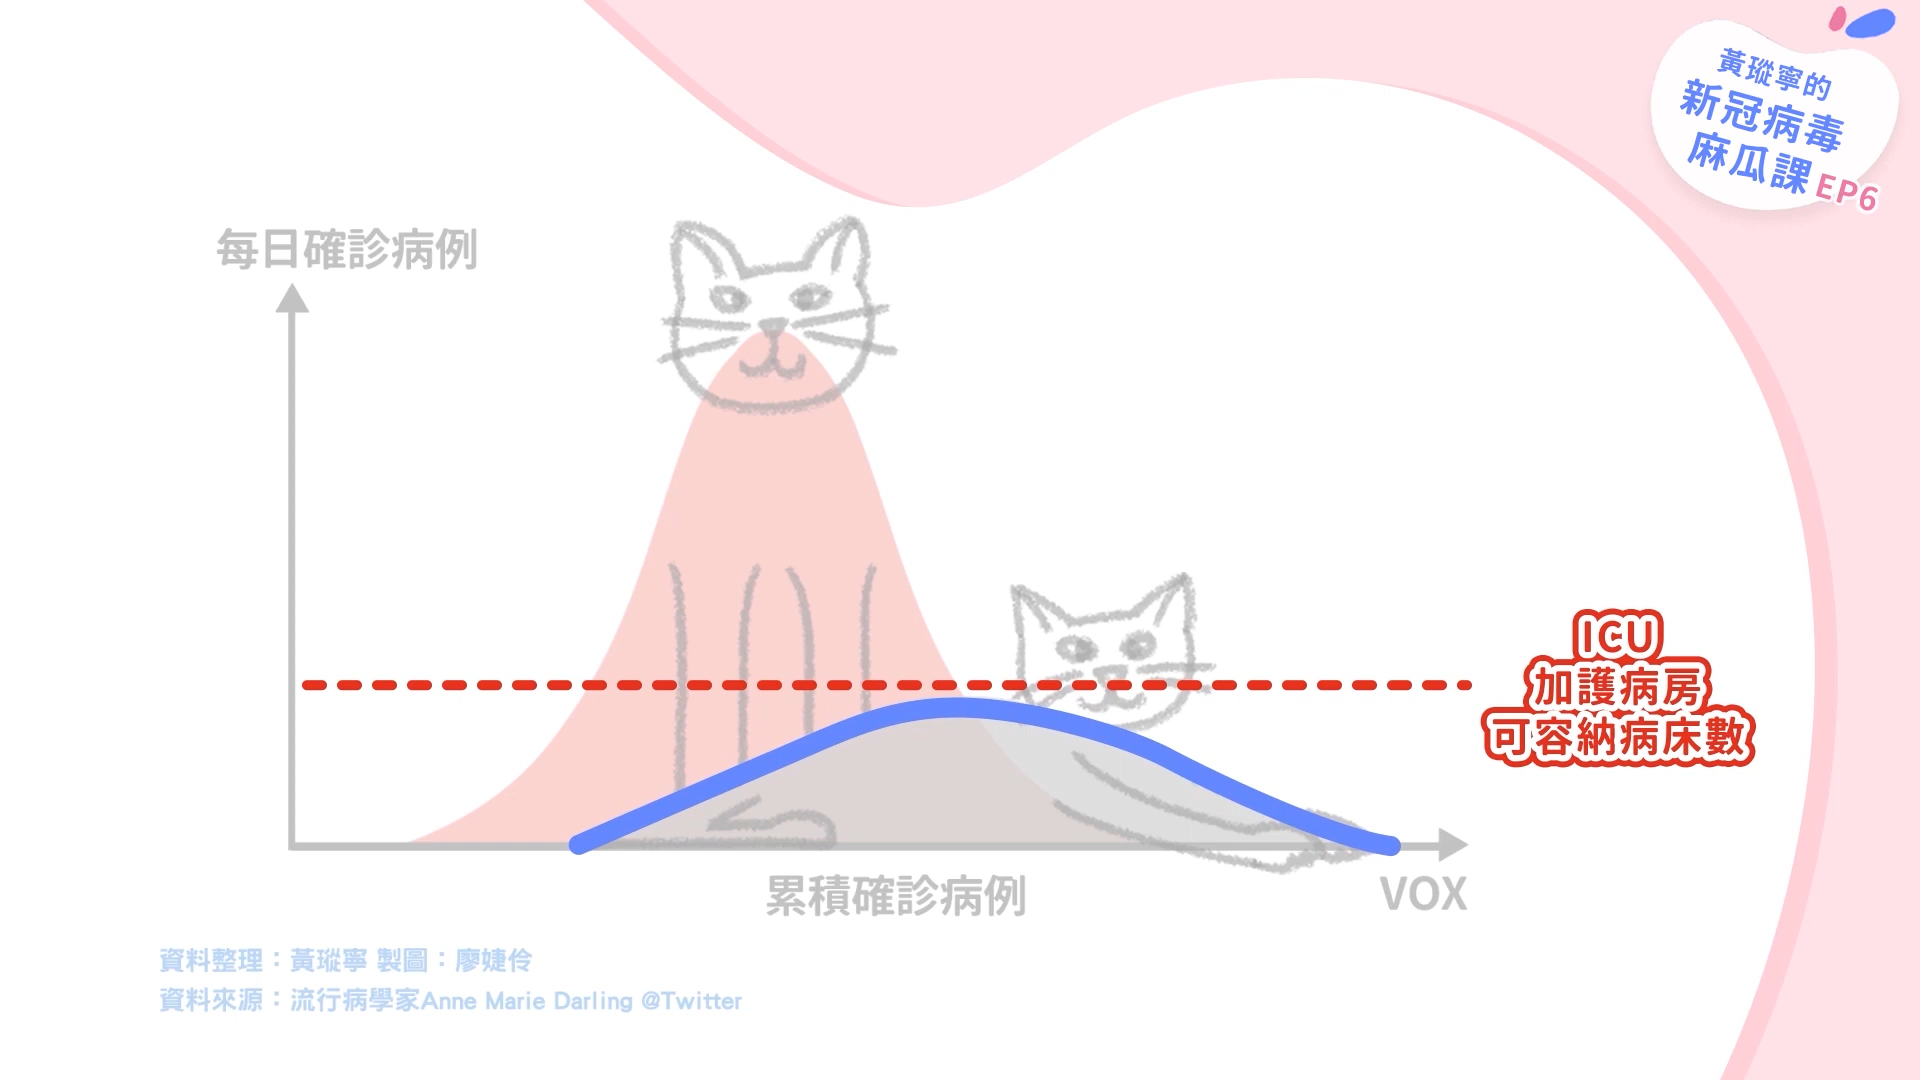 黃瑽寧的
新冠病毒
麻瓜課 EP6
每日確診病例
ICU
加護病房
可容納病床數
累積確診病例
VOX
資料整理：黃瑽寧 製圖：廖婕伶
資料來源：流行病學家Anne Marie Darling @Twitter